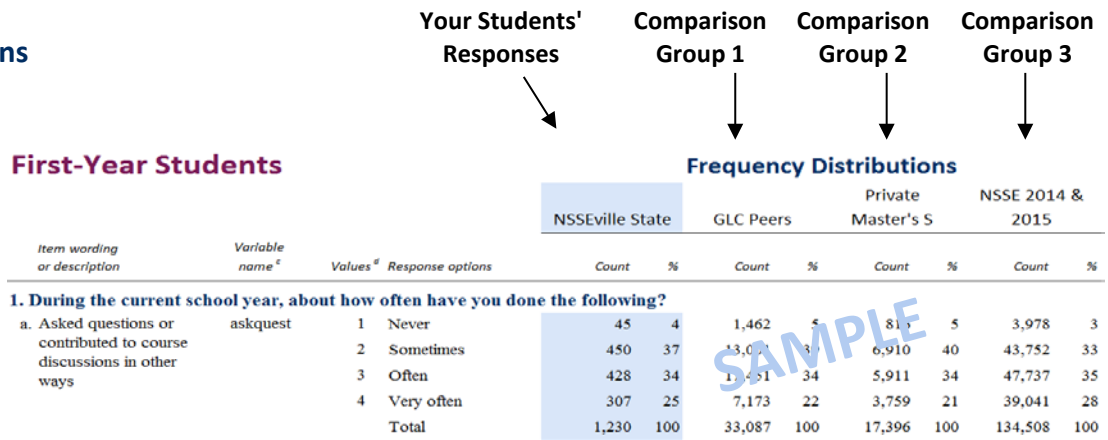 Your Students' Comparison Comparison Comparison
Responses Group 1 Group 2 Group 3
ns
First-Year Students Frequency Distributions
Private NSSE 2014 &
NSSEville State GLC Peers Master's S 2015
Item wording Variable
or description name c Values d Response options Count % Count % Count % Count %
1. During the current school year, about how often have you done the following?
a. Asked questions or askquest 1 Never 45 4 1,462 5 5 3,978 3
contributed to course 2 Sometimes 450 37 6,910 40 43,752 33
discussions in other
ways 3 Often 428 34 34 5,911 34 47,737 35
4 Very often 307 25 7,173 22 3,759 21 39,041 28
Total 1,230 100 33,087 100 17,396 100 134,508 100
SAMPLE